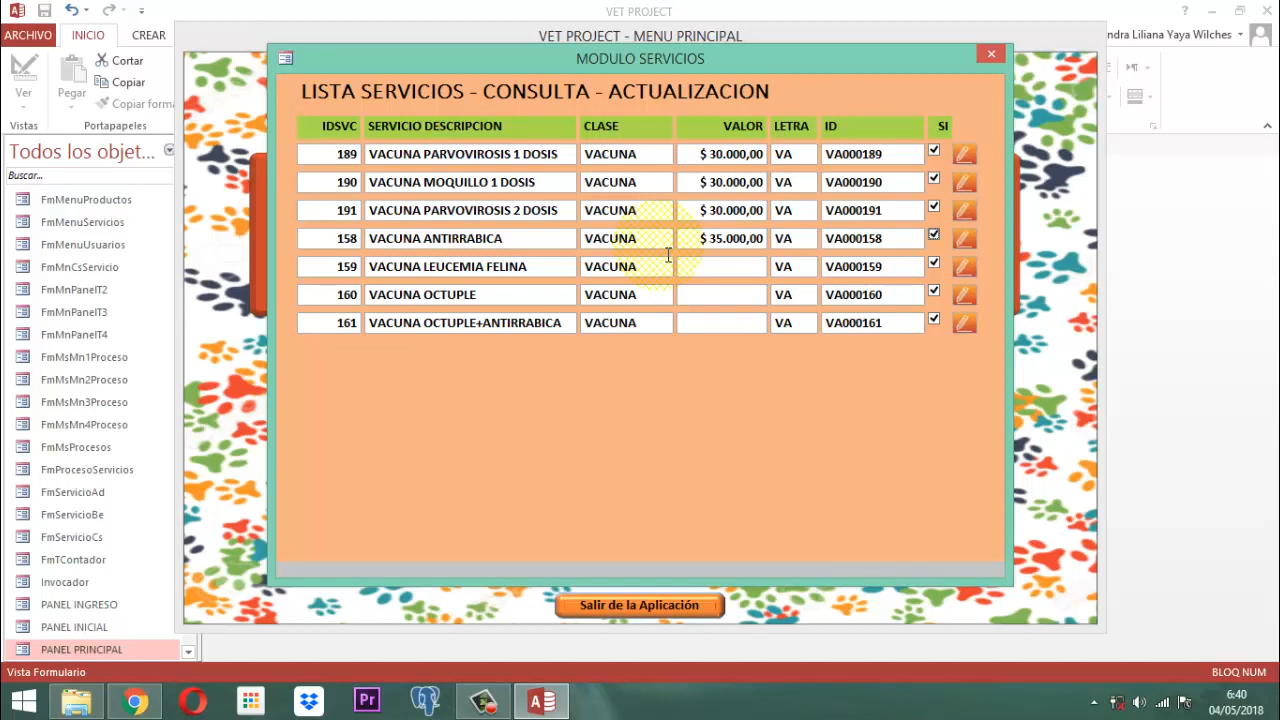 VET PROJECT
ARCHIVO INICIO CREAR
ndra Liliana Yaya Wilches
VET PROJECT - MENU PRINCIPAL
MODULO SERVICIOS
Ver
Pegar
Cortar
Copiar
Copiar forma
Vistas
Portapapeles
Todos los objet...
Buscar...
FmMenuProductos
FmMenuServicios
FmMenuUsuarios
FmMnCsServicio
FmMnPanelT2
FmMnPanelT3
FmMnPanelT4
FmMsMn1Proceso
FmMsMn2Proceso
FmMsMn3Proceso
FmMsMn4Proceso
FmMsProcesos
FmProcesoServicios
FmServicioAd
FmServicioBe
FmServicioCs
FmTContador
Invocador
PANEL INGRESO
PANEL INICIAL
PANEL PRINCIPAL
LISTA SERVICIOS - CONSULTA - ACTUALIZACION
IDSVC SERVICIO DESCRIPCION CLASE VALOR LETRA ID SI
189 VACUNA PARVOVIROSIS 1 DOSIS VACUNA $ 30.000,00 VA VA000189
190 VACUNA MOQUILLO 1 DOSIS VACUNA $ 30.000,00 VA VA000190
191 VACUNA PARVOVIROSIS 2 DOSIS VACUNA $ 30.000,00 VA VA000191
158 VACUNA ANTIRRABICA VACUNA $ 35.000,00 VA VA000158
159 VACUNA LEUCEMIA FELINA VACUNA VA VA000159
160 VACUNA OCTUPLE VACUNA VA VA000160
161 VACUNA OCTUPLE+ANTIRRABICA VACUNA VA VA000161
Salir de la Aplicación
Vista Formulario
BLOQ NUM
Pr
6:40
04/05/2018